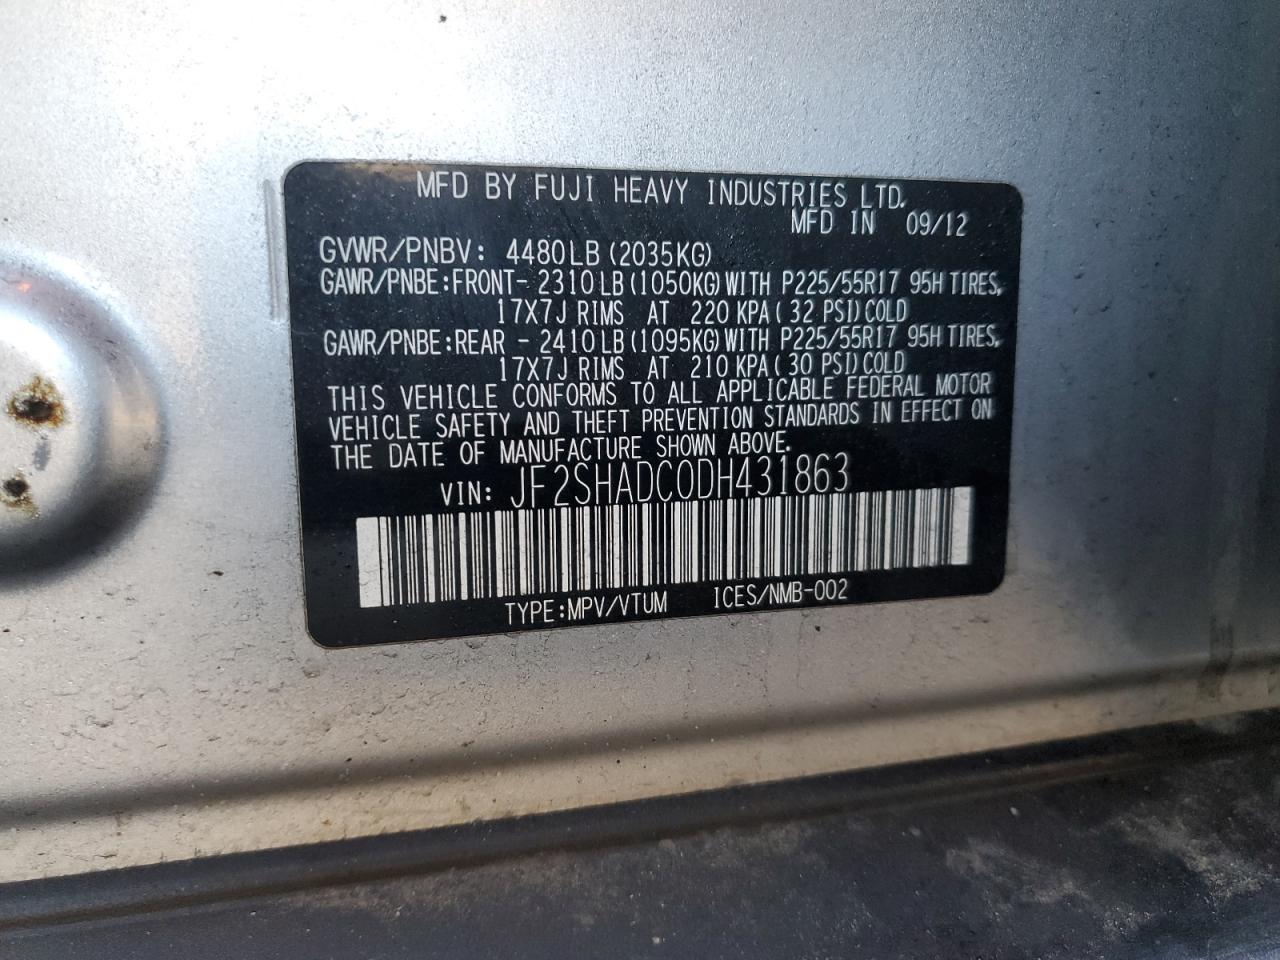 MFD BY FUJI HEAVY INDUSTRIES LTD.
MFD IN 09/12
GVWR/PNBV: 4480LB (2035KG)
GAWR/PNBE:FRONT- 2310LB (1050KG) WITH P225/55R17 95H TIRES,
17X7J RIMS AT 220 KPA ( 32 PSI) COLD
GAWR/PNBE:REAR - 2410LB (1095KG) WITH P225/55R17 95H TIRES,
17X7J RIMS AT 210 KPA ( 30 PSI) COLD
THIS VEHICLE CONFORMS TO ALL APPLICABLE FEDERAL MOTOR
VEHICLE SAFETY AND THEFT PREVENTION STANDARDS IN EFFECT ON
THE DATE OF MANUFACTURE SHOWN ABOVE.
VIN: JF2SHADC0DH431863
TYPE:MPV/VTUM ICES/NMB-002